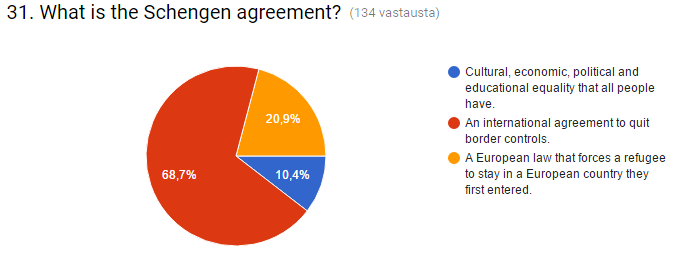 31. What is the Schengen agreement? (134 vastausta)
20,9%
68,7%
10,4%
Cultural, economic, political and
educational equality that all people
have.
An international agreement to quit
border controls.
A European law that forces a refugee
to stay in a European country they
first entered.